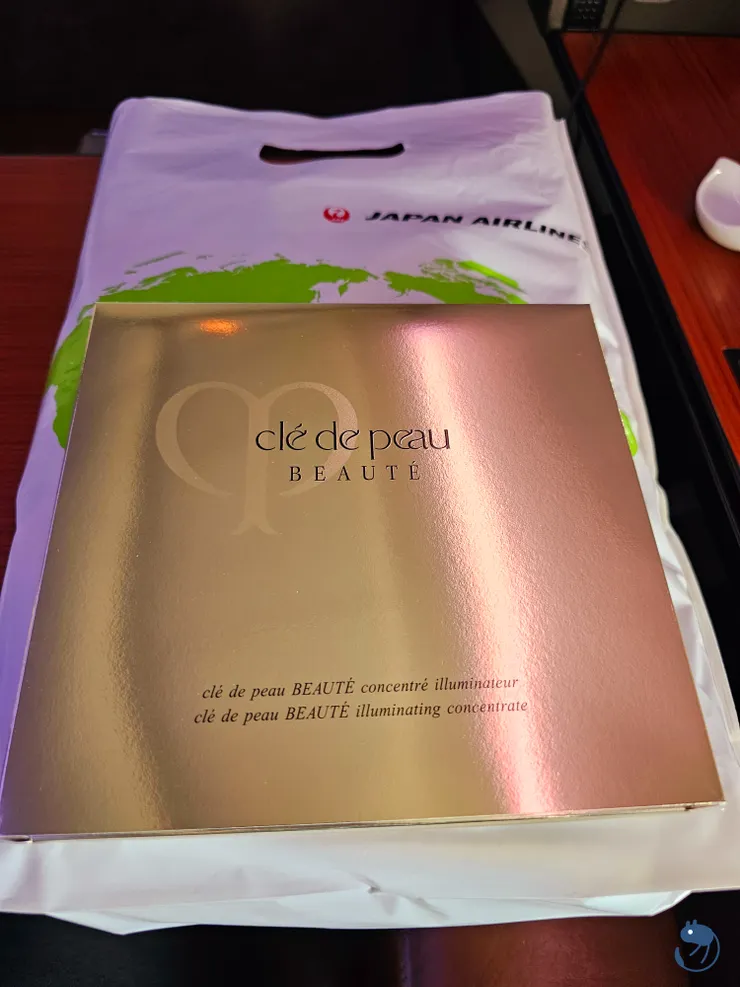 JAPAN AIRLINES
clé de peau
BEAUTÉ
clé de peau BEAUTÉ concentré illuminateur
clé de peau BEAUTÉ illuminating concentrate